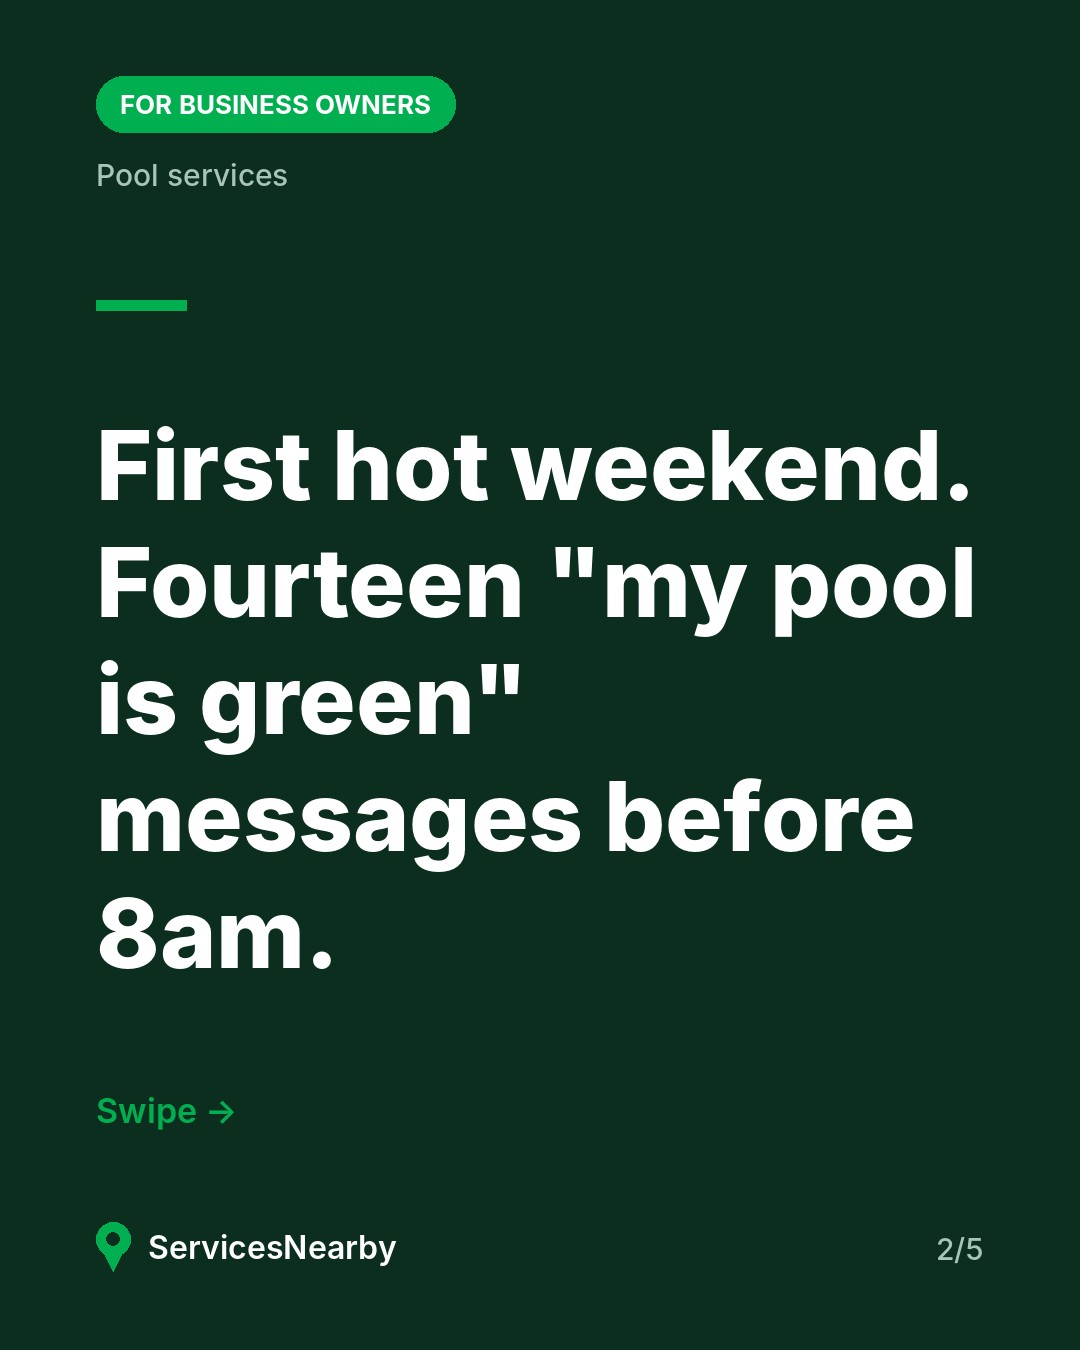 FOR BUSINESS OWNERS
Pool services
First hot weekend.
Fourteen "my pool
is green"
messages before
8am.
Swipe →
ServicesNearby
2/5